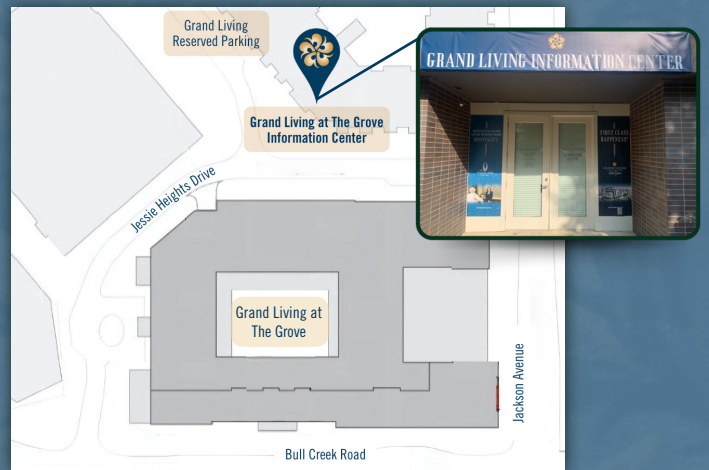 Grand Living
Reserved Parking
Grand Living at The Grove
Information Center
GRAND LIVING INFORMATION CENTER
FIRST CLASS
HAPPINESS
Jessie Heights Drive
Grand Living at
The Grove
Jackson Avenue
Bull Creek Road